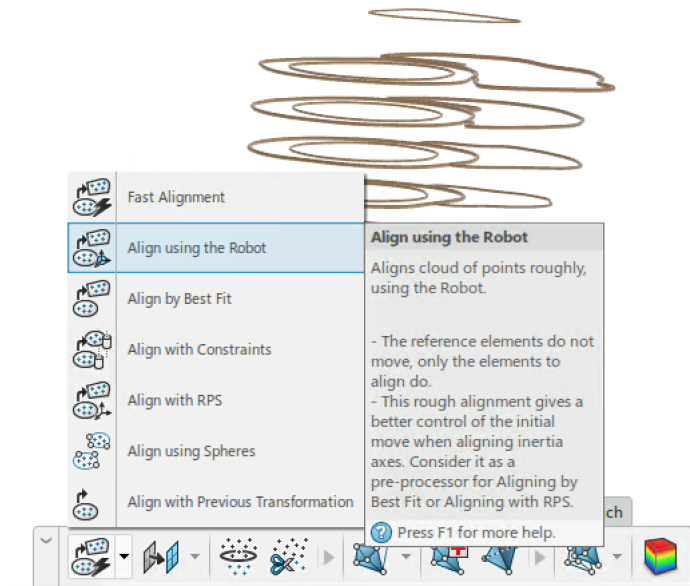 Fast Alignment
Align using the Robot
Align by Best Fit
Align with Constraints
Align with RPS
Align using Spheres
Align with Previous Transformation
Align using the Robot
Aligns cloud of points roughly,
using the Robot.
- The reference elements do not
move, only the elements to
align do.
- This rough alignment gives a
better control of the initial
move when aligning inertia
axes. Consider it as a
pre-processor for Aligning by
Best Fit or Aligning with RPS.
Press F1 for more help.
ch